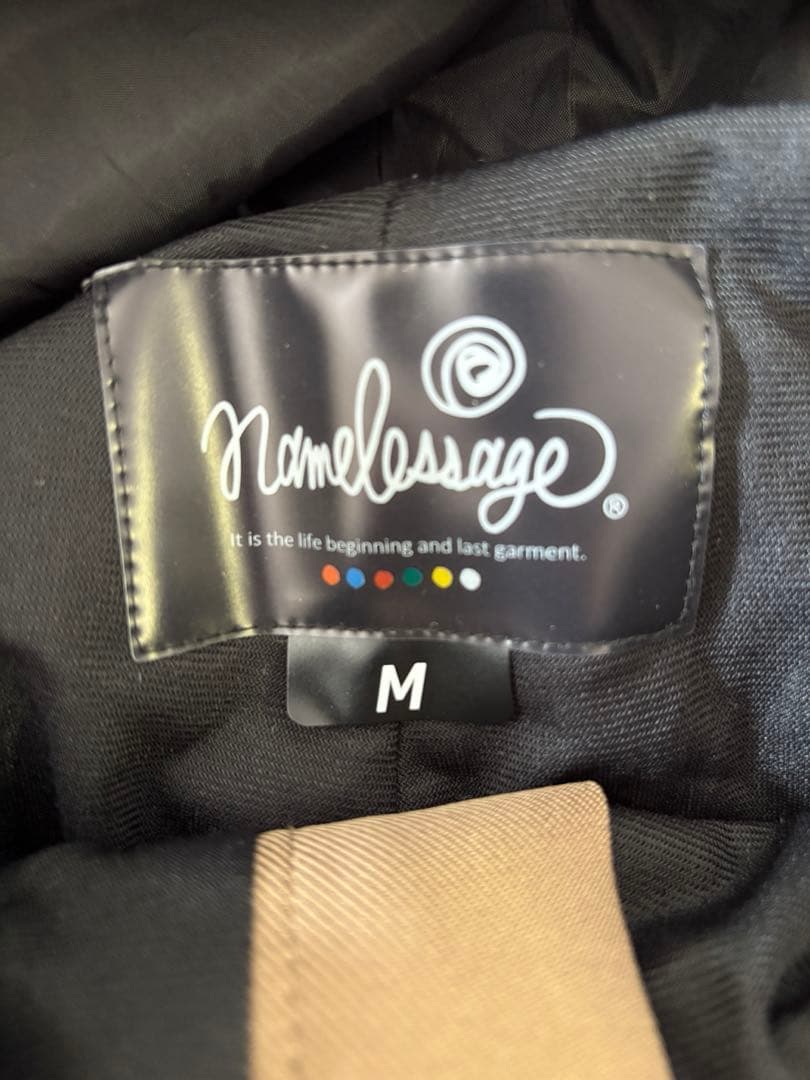 namelessage
®
It is the life beginning and last garment.
M